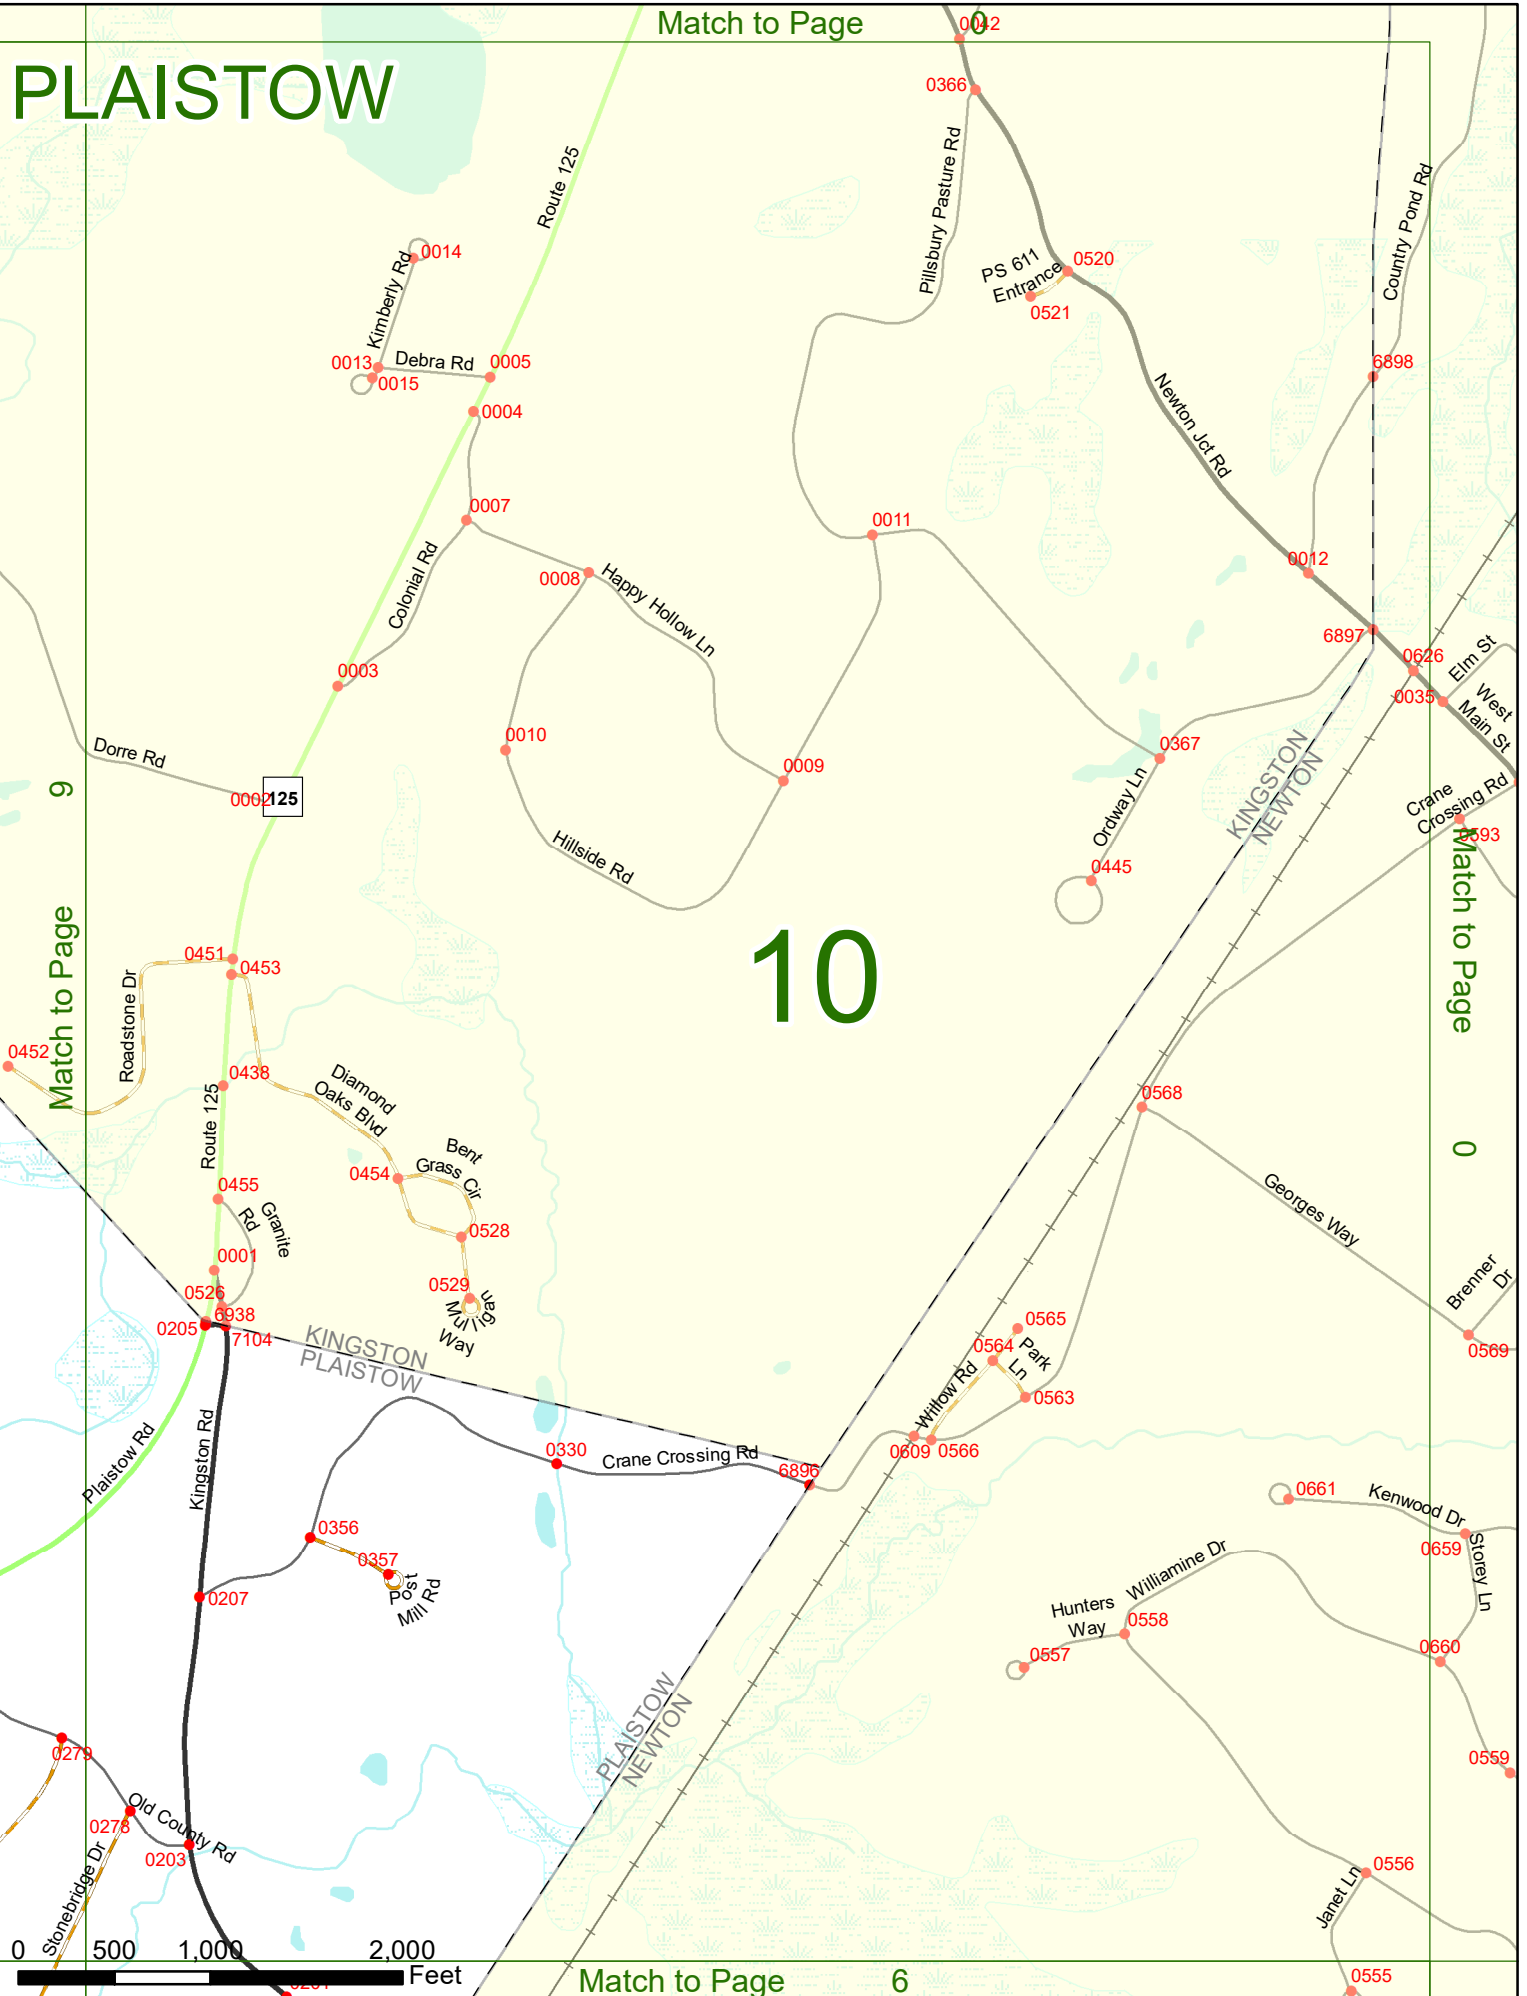 Match to Page 0
0042
PLAISTOW
0366
Route 125
Pillsbury Pasture Rd
Country Pond Rd
0014
Kimberly Rd
PS 611
Entrance
0520
0521
0013
Debra Rd
0005
0015
6898
0004
Newton Jct Rd
0007
0011
0008
Happy Hollow Ln
0012
Colonial Rd
6897
0626
Elm St
0003
0035
West
Main St
0010
Dorre Rd
0009
0367
KINGSTON
NEWTON
9
0002
125
Ordway Ln
Crane
Crossing Rd
0593
Hillside Rd
0445
Match to Page
Match to Page
10
0451
0453
Roadstone Dr
0452
0438
Diamond
Oaks Blvd
0568
Route 125
0
Bent
Grass Cir
0454
0455
Granite
Rd
Georges Way
0528
0001
0529
Brenner
Dr
0526
Mulligan
Way
6938
0205
7104
KINGSTON
PLAISTOW
0565
0564
Park
Ln
0569
Willow Rd
0563
Kingston Rd
Plaistow Rd
0330
Crane Crossing Rd
0609
0566
6896
0661
Kenwood Dr
0356
0659
Storey Ln
0357
Post
Mill Rd
Williamine Dr
0207
Hunters
Way
0558
0557
0660
PLAISTOW
NEWTON
0279
0559
Old County Rd
0278
0203
Stonebridge Dr
0556
Janet Ln
0 500 1,000 2,000
Feet
Match to Page 6
0555